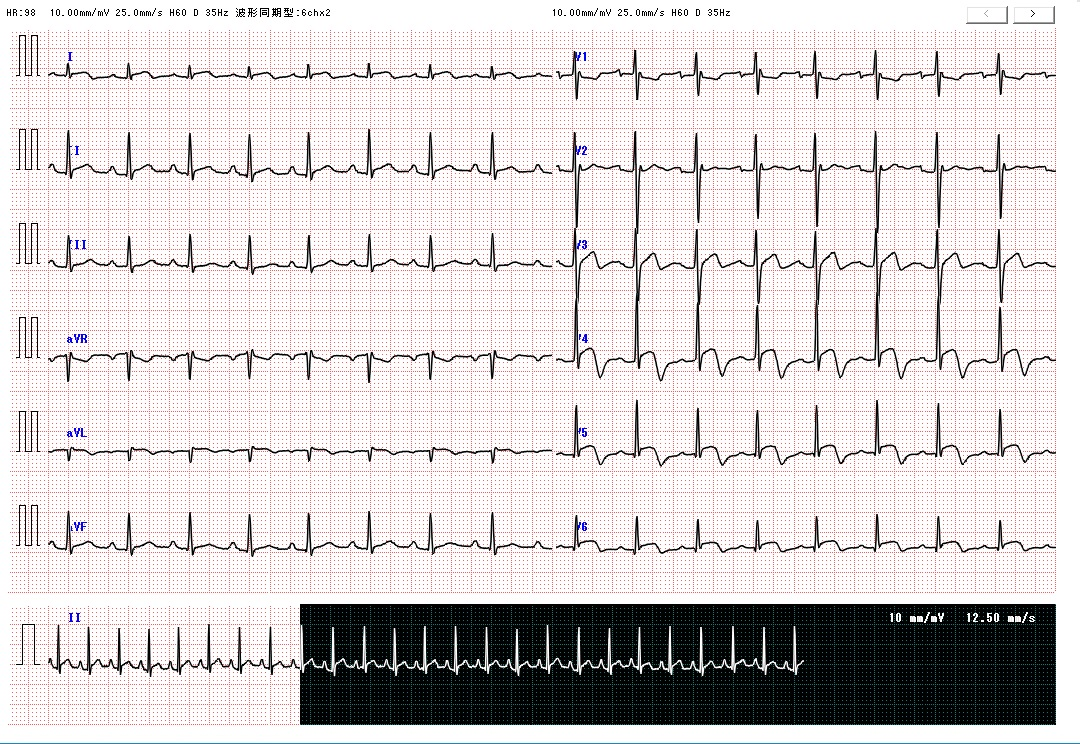 HR:98 10.00mm/mV 25.0mm/s H60 D 35Hz 波形同期型:6chx2 10.00mm/mV 25.0mm/s H60 D 35Hz
I V1
II V2
III V3
aVR V4
aVL V5
aVF V6
II 10 mm/mV 12.50 mm/s